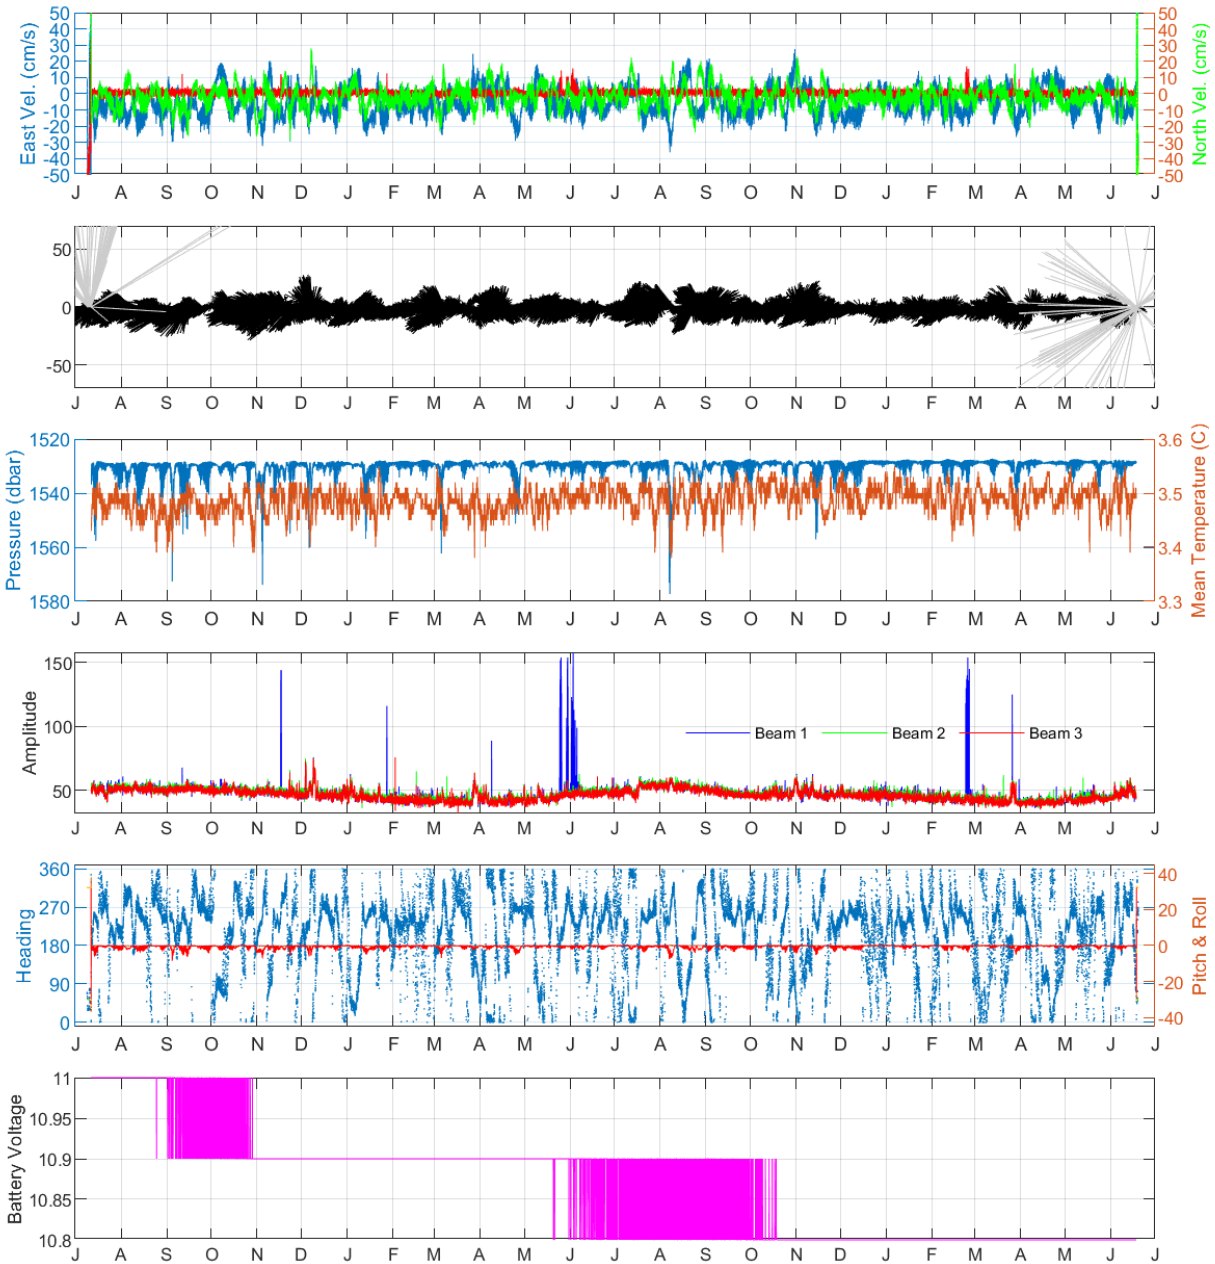 50 40 30 20 10 0 -10 -20 -30 -40 -50
East Vel. (cm/s)
50 40 30 20 10 0 -10 -20 -30 -40 -50
North Vel. (cm/s)
J A S O N D J F M A M J J A S O N D J F M A M J J
50 0 -50
J A S O N D J F M A M J J A S O N D J F M A M J J
1520 1540 1560 1580
Pressure (dbar)
3.6 3.5 3.4 3.3
Mean Temperature (C)
J A S O N D J F M A M J J A S O N D J F M A M J J
150 100 50
Amplitude
Beam 1 Beam 2 Beam 3
J A S O N D J F M A M J J A S O N D J F M A M J J
360 270 180 90 0
Heading
40 20 0 -20 -40
Pitch & Roll
J A S O N D J F M A M J J A S O N D J F M A M J J
11 10.95 10.9 10.85 10.8
Battery Voltage
J A S O N D J F M A M J J A S O N D J F M A M J J